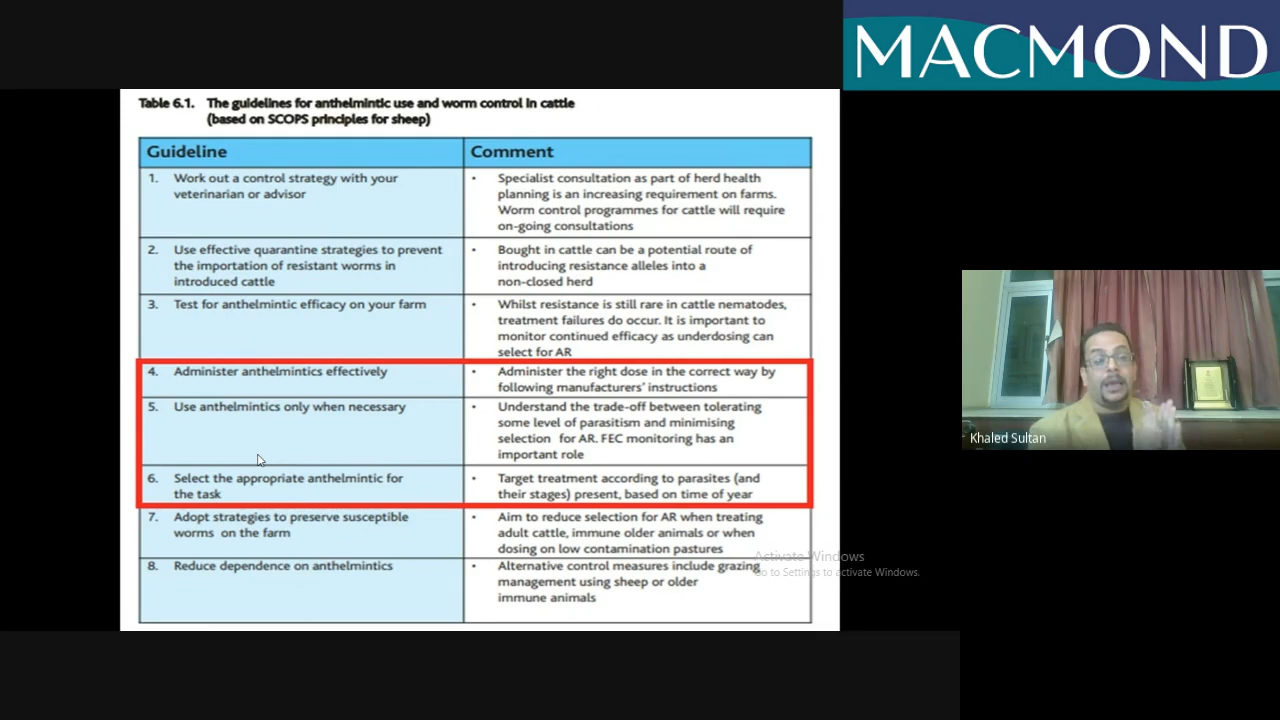 MACMOND
Table 6.1. The guidelines for anthelmintic use and worm control in cattle
(based on SCOPS principles for sheep)
Guideline
Comment
1. Work out a control strategy with your
veterinarian or advisor
• Specialist consultation as part of herd health
planning is an increasing requirement on farms.
Worm control programmes for cattle will require
on-going consultations
2. Use effective quarantine strategies to prevent
the importation of resistant worms in
introduced cattle
• Bought in cattle can be a potential route of
introducing resistance alleles into a
non-closed herd
3. Test for anthelmintic efficacy on your farm
• Whilst resistance is still rare in cattle nematodes,
treatment failures do occur. It is important to
monitor continued efficacy as underdosing can
select for AR
4. Administer anthelmintics effectively
• Administer the right dose in the correct way by
following manufacturers' instructions
5. Use anthelmintics only when necessary
• Understand the trade-off between tolerating
some level of parasitism and minimising
selection for AR. FEC monitoring has an
important role
6. Select the appropriate anthelmintic for
the task
• Target treatment according to parasites (and
their stages) present, based on time of year
7. Adopt strategies to preserve susceptible
worms on the farm
• Aim to reduce selection for AR when treating
adult cattle, immune older animals or when
dosing on low contamination pastures
8. Reduce dependence on anthelmintics
• Alternative control measures include grazing
management using sheep or older
immune animals
Activate Windows
Go to Settings to activate Windows.
Khaled Sultan